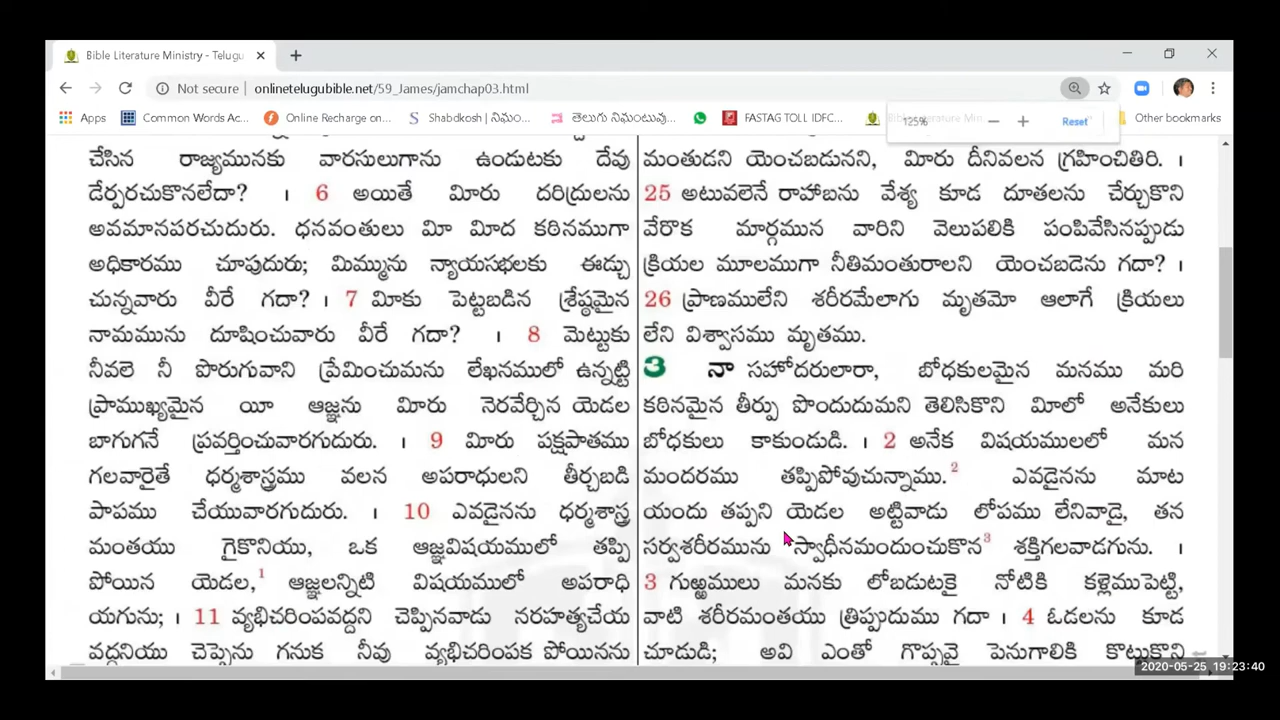 Bible Literature Ministry - Telugu
Not secure
onlinetelugubible.net/59_James/jamchap03.html
Apps
Common Words Ac...
Online Recharge on...
Shabdkosh | నిఘం...
తెలుగు నిఘంటువు...
FASTAG TOLL IDFC...
Other bookmarks
125%
Reset
చేసిన రాజ్యమునకు వారసులుగాను ఉండుటకు దేవు
డేర్పరచుకొనలేదా? । 6 అయితే మీరు దరిద్రులను
అవమానపరచుదురు. ధనవంతులు మీ మీద కఠినముగా
అధికారము చూపుదురు; మిమ్మును న్యాయసభలకు ఈడ్చు
చున్నవారు వీరే గదా? । 7 మీకు పెట్టబడిన శ్రేష్ఠమైన
నామమును దూషించువారు వీరే గదా? । 8 మెట్టుకు
నీవలె నీ పొరుగువాని ప్రేమించుమను లేఖనములో ఉన్నట్టి
ప్రాముఖ్యమైన యీ ఆజ్ఞను మీరు నెరవేర్చిన యెడల
బాగుగనే ప్రవర్తించువారగుదురు. । 9 మీరు పక్షపాతము
గలవారైతే ధర్మశాస్త్రము వలన అపరాధులని తీర్చబడి
పాపము చేయువారగుదురు. । 10 ఎవడైనను ధర్మశాస్త్ర
మంతయు గైకొనియు, ఒక ఆజ్ఞవిషయములో తప్పి
పోయిన యెడల,1 ఆజ్ఞలన్నిటి విషయములో అపరాధి
యగును; । 11 వ్యభిచరింపవద్దని చెప్పినవాడు నరహత్యచేయ
వద్దనియు చెప్పెను గనుక నీవు వ్యభిచరింపక పోయినను
మంతుడని యెంచబడునని, మీరు దీనివలన గ్రహించితిరి. ।
25 అటువలెనే రాహాబను వేశ్య కూడ దూతలను చేర్చుకొని
వేరొక మార్గమున వారిని వెలుపలికి పంపివేసినప్పుడు
క్రియల మూలముగా నీతిమంతురాలని యెంచబడెను గదా? ।
26 ప్రాణములేని శరీరమేలాగు మృతమో ఆలాగే క్రియలు
లేని విశ్వాసము మృతము.
3 నా సహోదరులారా, బోధకులమైన మనము మరి
కఠినమైన తీర్పు పొందుదుమని తెలిసికొని మీలో అనేకులు
బోధకులు కాకుండుడి. । 2 అనేక విషయములలో మన
మందరము తప్పిపోవుచున్నాము.2 ఎవడైనను మాట
యందు తప్పని యెడల అట్టివాడు లోపము లేనివాడై, తన
సర్వశరీరమును స్వాధీనమందుంచుకొన3 శక్తిగలవాడగును. ।
3 గుఱ్ఱములు మనకు లోబడుటకై నోటికి కళ్లెముపెట్టి,
వాటి శరీరమంతయు త్రిప్పుదుము గదా । 4 ఓడలను కూడ
చూడుడి; అవి ఎంతో గొప్పవై పెనుగాలికి కొట్టుకొని
2020-05-25 19:23:40